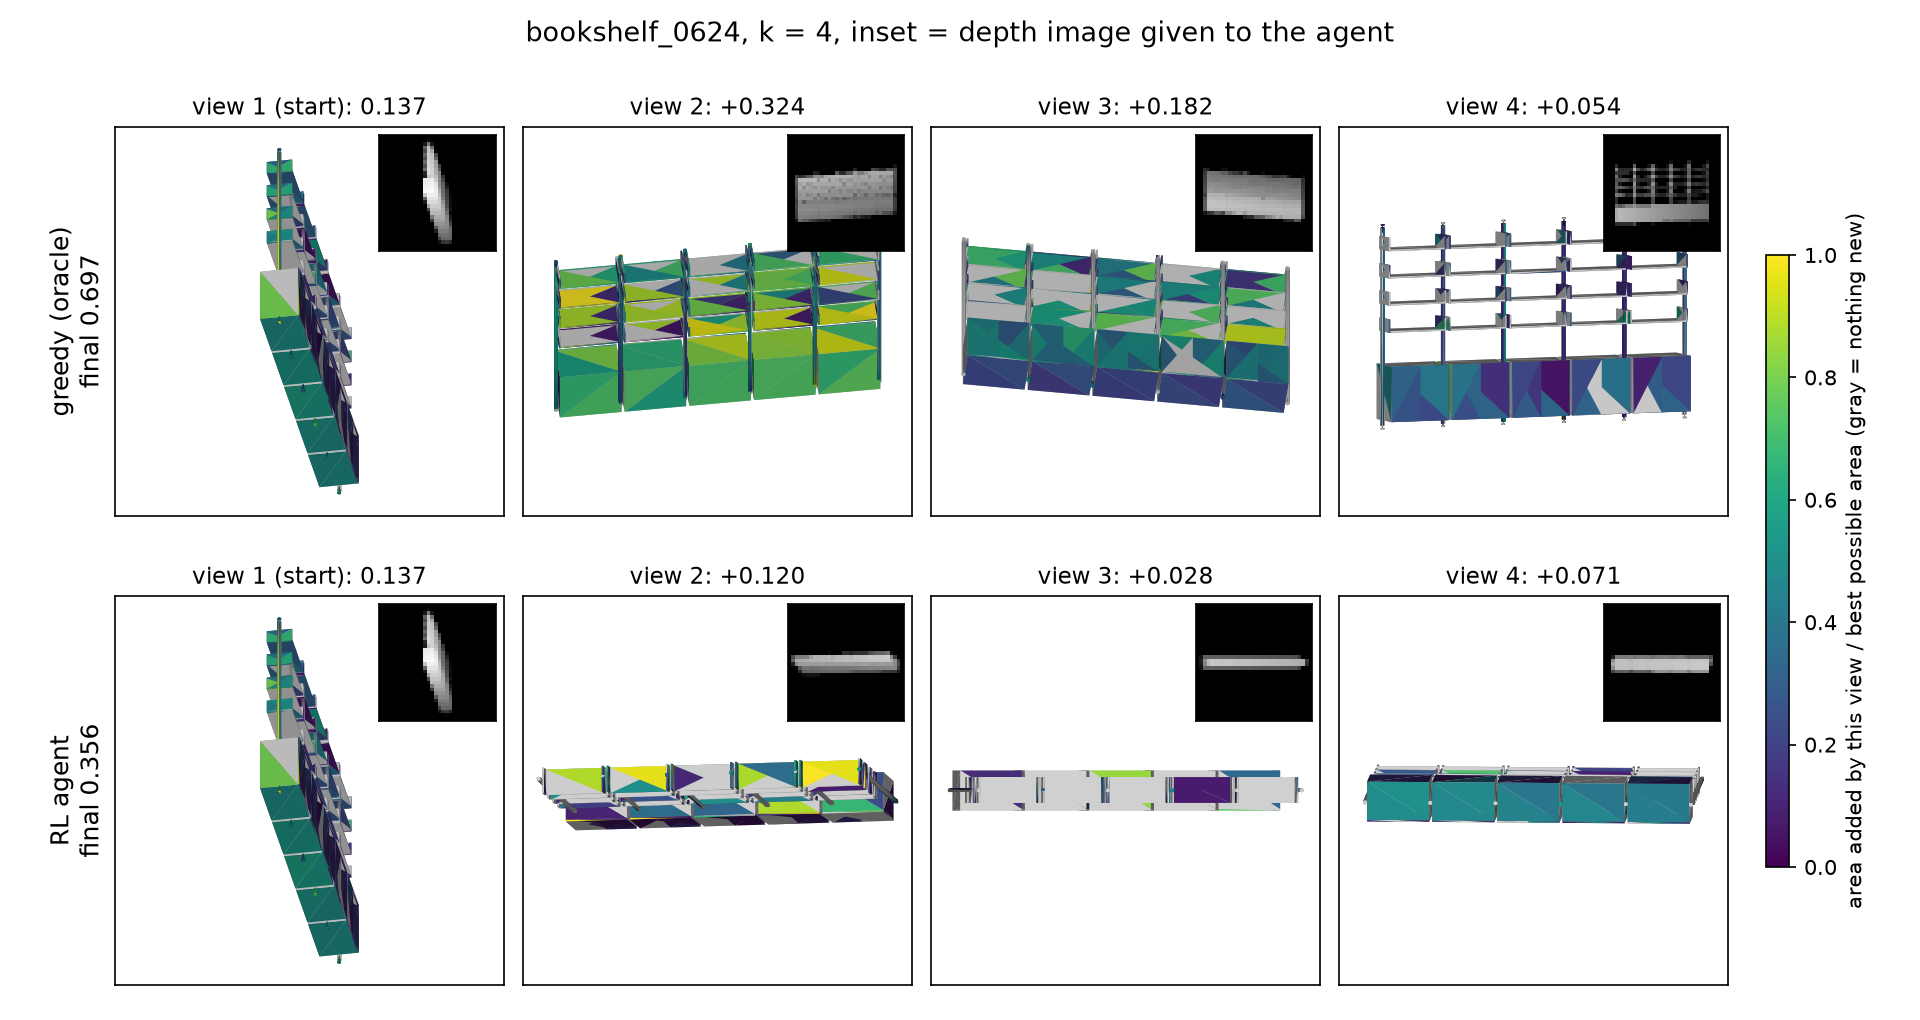 bookshelf_0624, k = 4, inset = depth image given to the agent
view 1 (start): 0.137
view 2: +0.324
view 3: +0.182
view 4: +0.054
greedy (oracle)
final 0.697
view 1 (start): 0.137
view 2: +0.120
view 3: +0.028
view 4: +0.071
RL agent
final 0.356
1.0
0.8
0.6
0.4
0.2
0.0
area added by this view / best possible area (gray = nothing new)